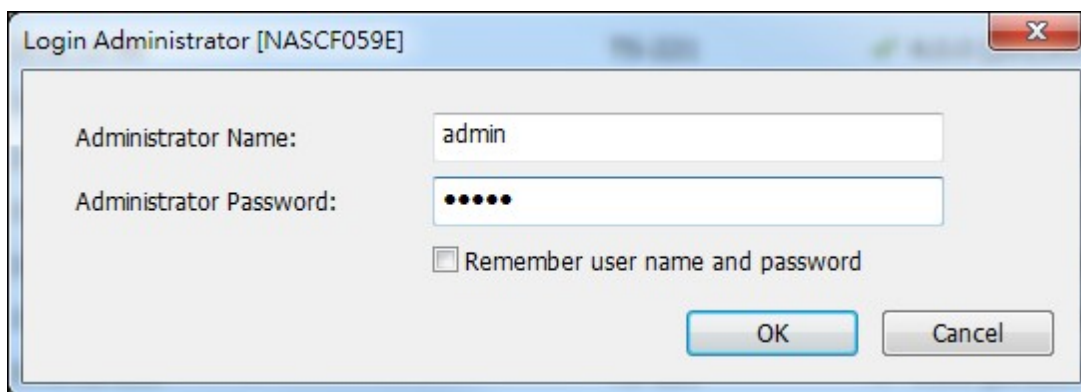 Login Administrator [NASCF059E]
Administrator Name: admin
Administrator Password: •••••
Remember user name and password
OK Cancel